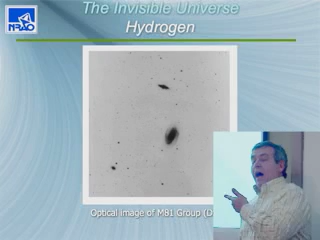 The Invisible Universe
Hydrogen
NRAO
Optical image of M81 Group (D